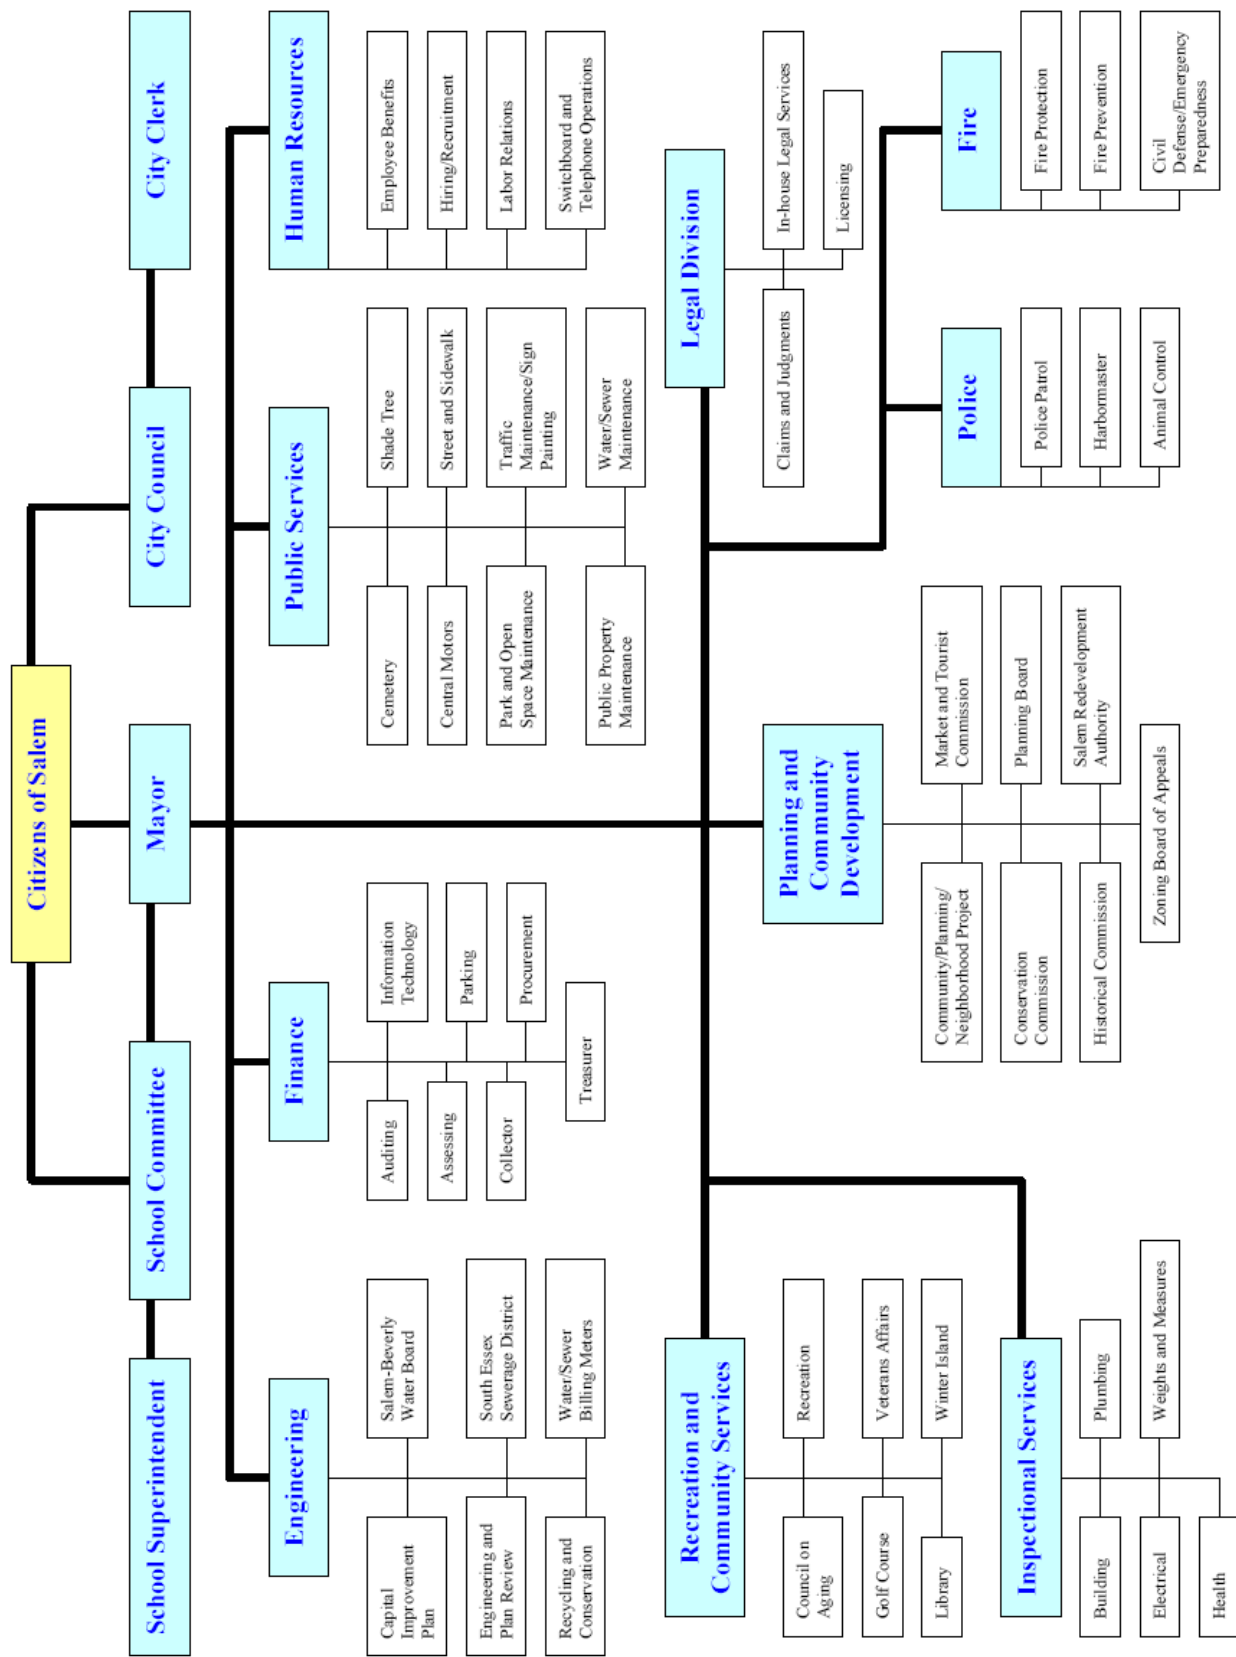 Citizens of Salem
School Superintendent
School Committee
Mayor
City Council
City Clerk
Engineering
Capital
Improvement
Plan
Salem-Beverly
Water Board
Engineering and
Plan Review
South Essex
Sewerage District
Recycling and
Conservation
Water/Sewer
Billing Meters
Finance
Auditing
Information
Technology
Assessing
Parking
Collector
Procurement
Treasurer
Public Services
Cemetery
Shade Tree
Central Motors
Street and Sidewalk
Park and Open
Space Maintenance
Traffic
Maintenance/Sign
Painting
Public Property
Maintenance
Water/Sewer
Maintenance
Human Resources
Employee Benefits
Hiring/Recruitment
Labor Relations
Switchboard and
Telephone Operations
Recreation and
Community Services
Council on
Aging
Recreation
Golf Course
Veterans Affairs
Library
Winter Island
Inspectional Services
Building
Plumbing
Electrical
Weights and Measures
Health
Planning and
Community
Development
Community/Planning/
Neighborhood Project
Market and Tourist
Commission
Conservation
Commission
Planning Board
Historical Commission
Salem Redevelopment
Authority
Zoning Board of Appeals
Legal Division
Claims and Judgments
In-house Legal Services
Licensing
Police
Police Patrol
Harbormaster
Animal Control
Fire
Fire Protection
Fire Prevention
Civil
Defense/Emergency
Preparedness